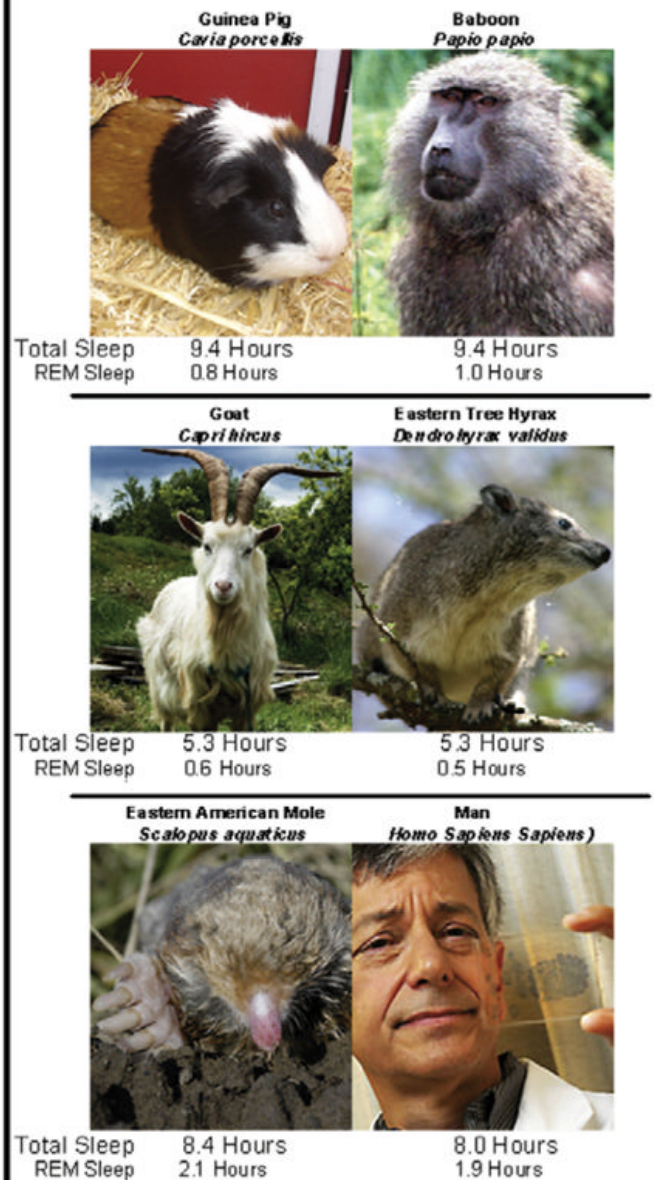 Guinea Pig Baboon
Cavia porcellis Papio papio
Total Sleep 9.4 Hours 9.4 Hours
REM Sleep 0.8 Hours 1.0 Hours
Goat Eastern Tree Hyrax
Capri hircus Dendrohyrax validus
Total Sleep 5.3 Hours 5.3 Hours
REM Sleep 0.6 Hours 0.5 Hours
Eastern American Mole Man
Scalopus aquaticus Homo Sapiens Sapiens)
Total Sleep 8.4 Hours 8.0 Hours
REM Sleep 2.1 Hours 1.9 Hours